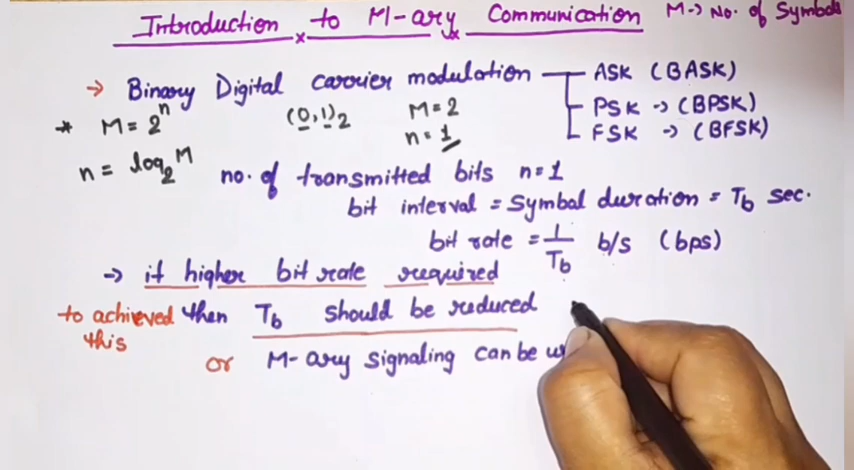 Introduction to M-ary Communication M→ No. of Symbols
→ Binary Digital carrier modulation ASK (BASK)
PSK → (BPSK)
FSK → (BFSK)
* M = 2^n (0,1)2 M=2
n = 1
n = log2 M
no. of transmitted bits n=1
bit interval = Symbal duration = Tb sec.
bit rate = 1/Tb b/s (bps)
→ if higher bit rate required
to achieved then Tb should be reduced
this
or M-ary signaling can be